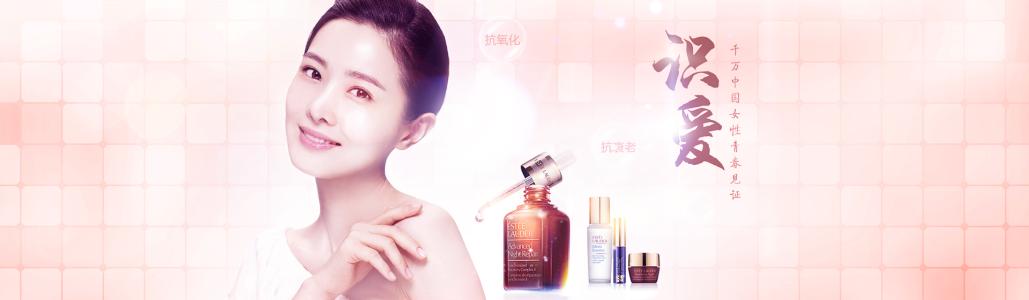 抗氧化
识爱
千万中国女性青春见证
抗衰老
ESTEE
LAUDER
Advanced
Night Repair